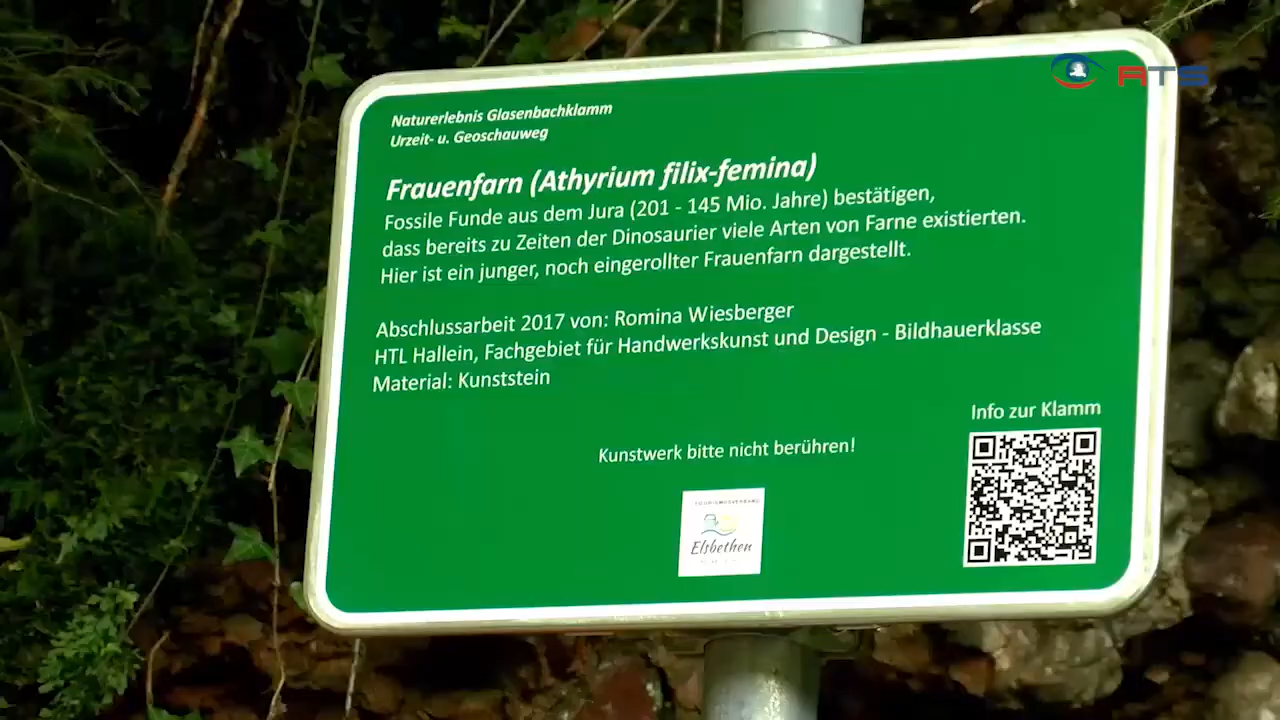 RTS
Naturerlebnis Glasenbachklamm
Urzeit- u. Geoschauweg
Frauenfarn (Athyrium filix-femina)
Fossile Funde aus dem Jura (201 - 145 Mio. Jahre) bestätigen,
dass bereits zu Zeiten der Dinosaurier viele Arten von Farne existierten.
Hier ist ein junger, noch eingerollter Frauenfarn dargestellt.
Abschlussarbeit 2017 von: Romina Wiesberger
HTL Hallein, Fachgebiet für Handwerkskunst und Design - Bildhauerklasse
Material: Kunststein
Info zur Klamm
Kunstwerk bitte nicht berühren!
TOURISMUSVERBAND
Elsbethen